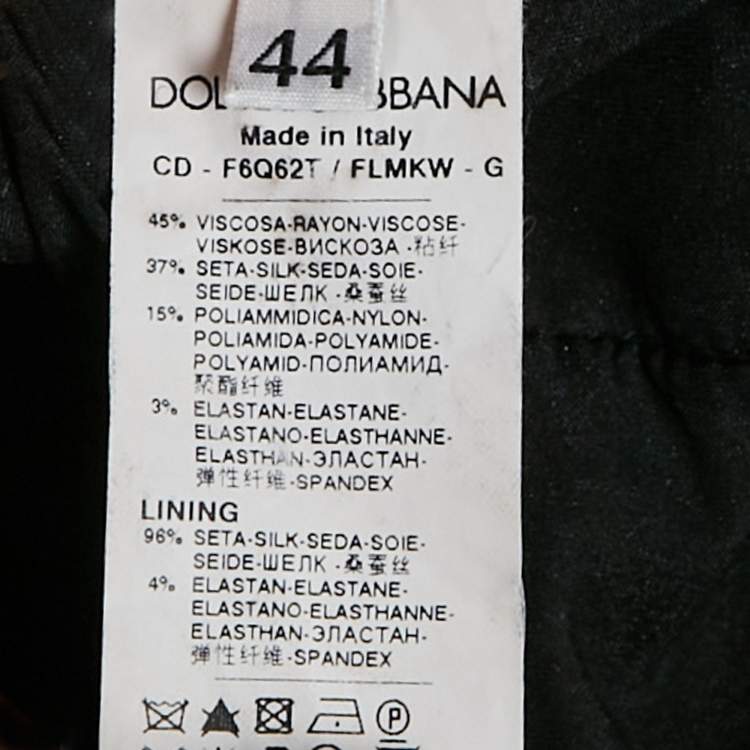 44
DOL BBANA
Made in Italy
CD - F6Q62T / FLMKW - G
45% VISCOSA-RAYON-VISCOSE-
VISKOSE-ВИСКОЗА -粘纤
37% SETA-SILK-SEDA-SOIE-
SEIDE-ШЕЛК -桑蚕丝
15% POLIAMMIDICA-NYLON-
POLIAMIDA-POLYAMIDE-
POLYAMID-ПОЛИАМИД-
聚酯纤维
3% ELASTAN-ELASTANE-
ELASTANO-ELASTHANNE-
ELASTHAN-ЭЛАСТАН-
弹性纤维-SPANDEX
LINING
96% SETA-SILK-SEDA-SOIE-
SEIDE-ШЕЛК -桑蚕丝
4% ELASTAN-ELASTANE-
ELASTANO-ELASTHANNE-
ELASTHAN-ЭЛАСТАН-
弹性纤维-SPANDEX
P